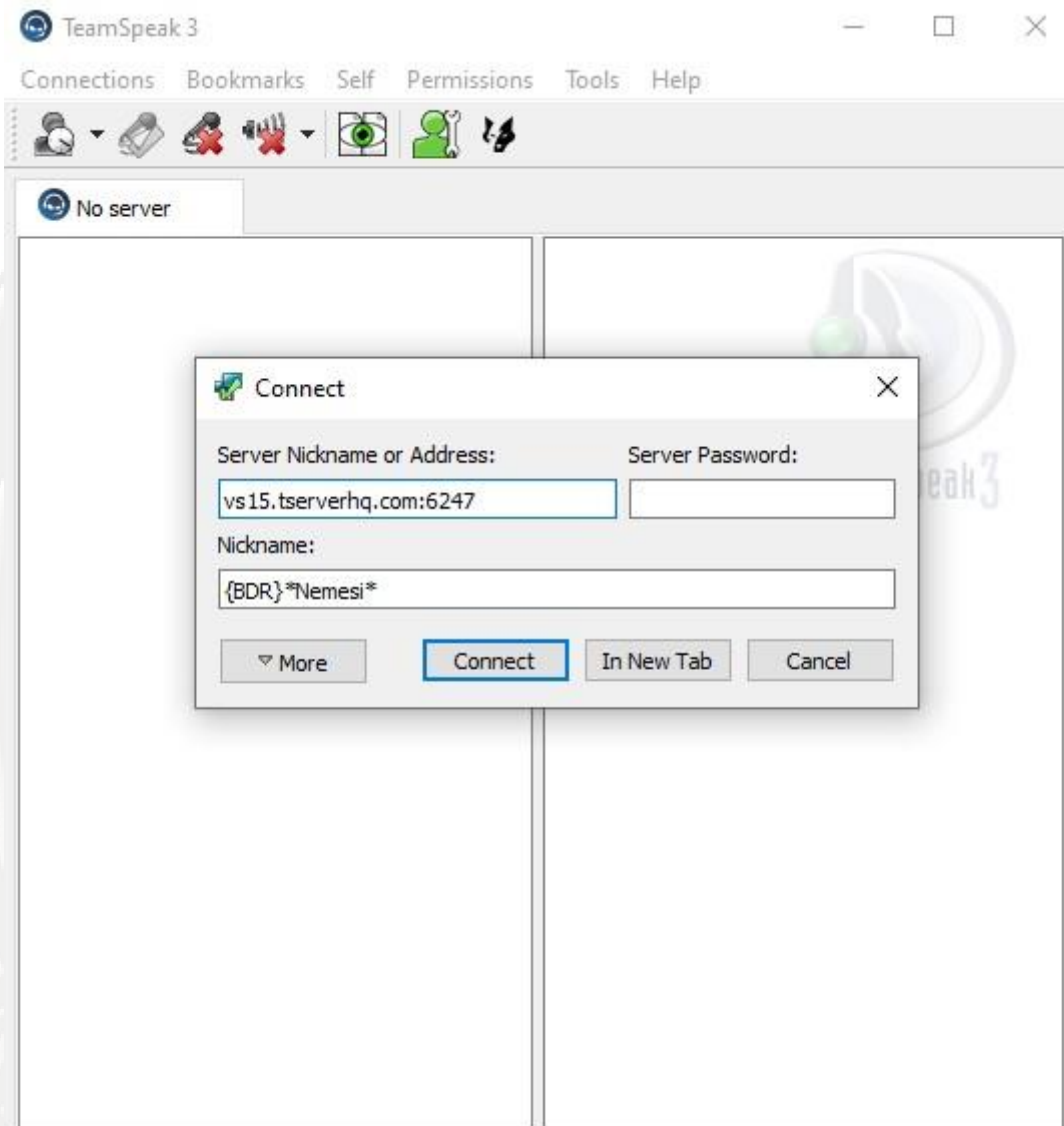 TeamSpeak 3
Connections Bookmarks Self Permissions Tools Help
No server
Connect
Server Nickname or Address: Server Password:
vs15.tserverhq.com:6247
Nickname:
{BDR}*Nemesi*
More Connect In New Tab Cancel